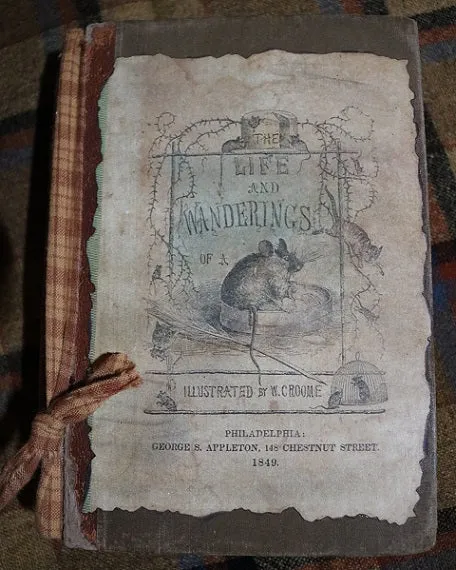 THE
LIFE
AND
WANDERINGS
OF A
ILLUSTRATED BY W. CROOME
PHILADELPHIA:
GEORGE S. APPLETON, 148 CHESTNUT STREET.
1849.